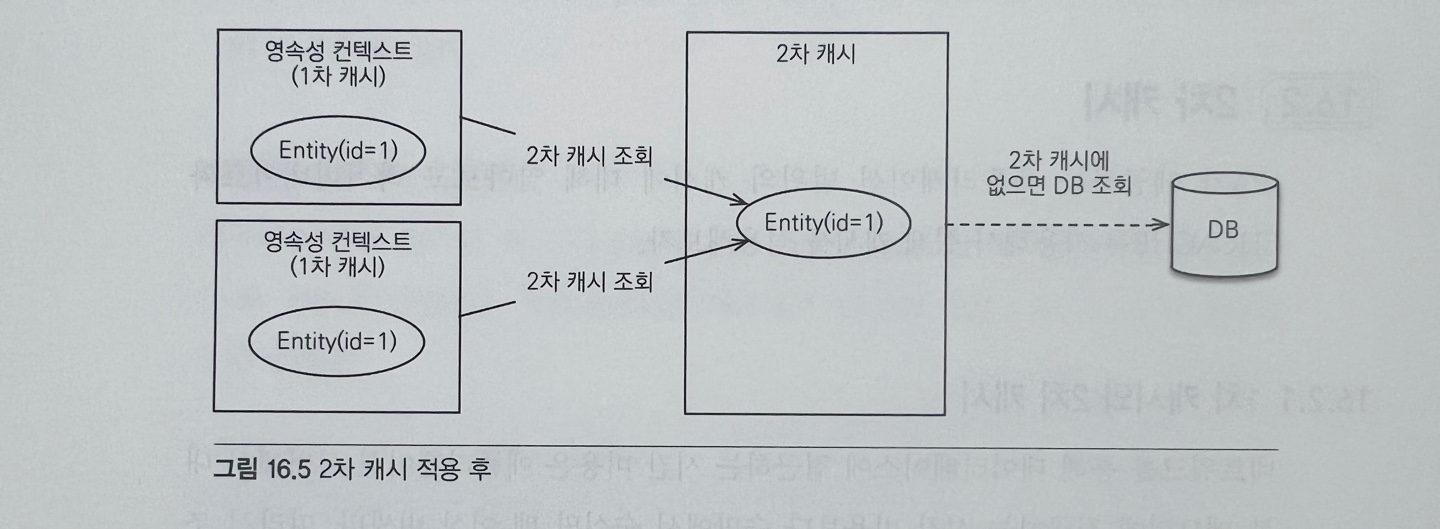 영속성 컨텍스트
(1차 캐시)
Entity(id=1)
영속성 컨텍스트
(1차 캐시)
Entity(id=1)
2차 캐시 조회
2차 캐시 조회
2차 캐시
Entity(id=1)
2차 캐시에
없으면 DB 조회
DB
그림 16.5 2차 캐시 적용 후